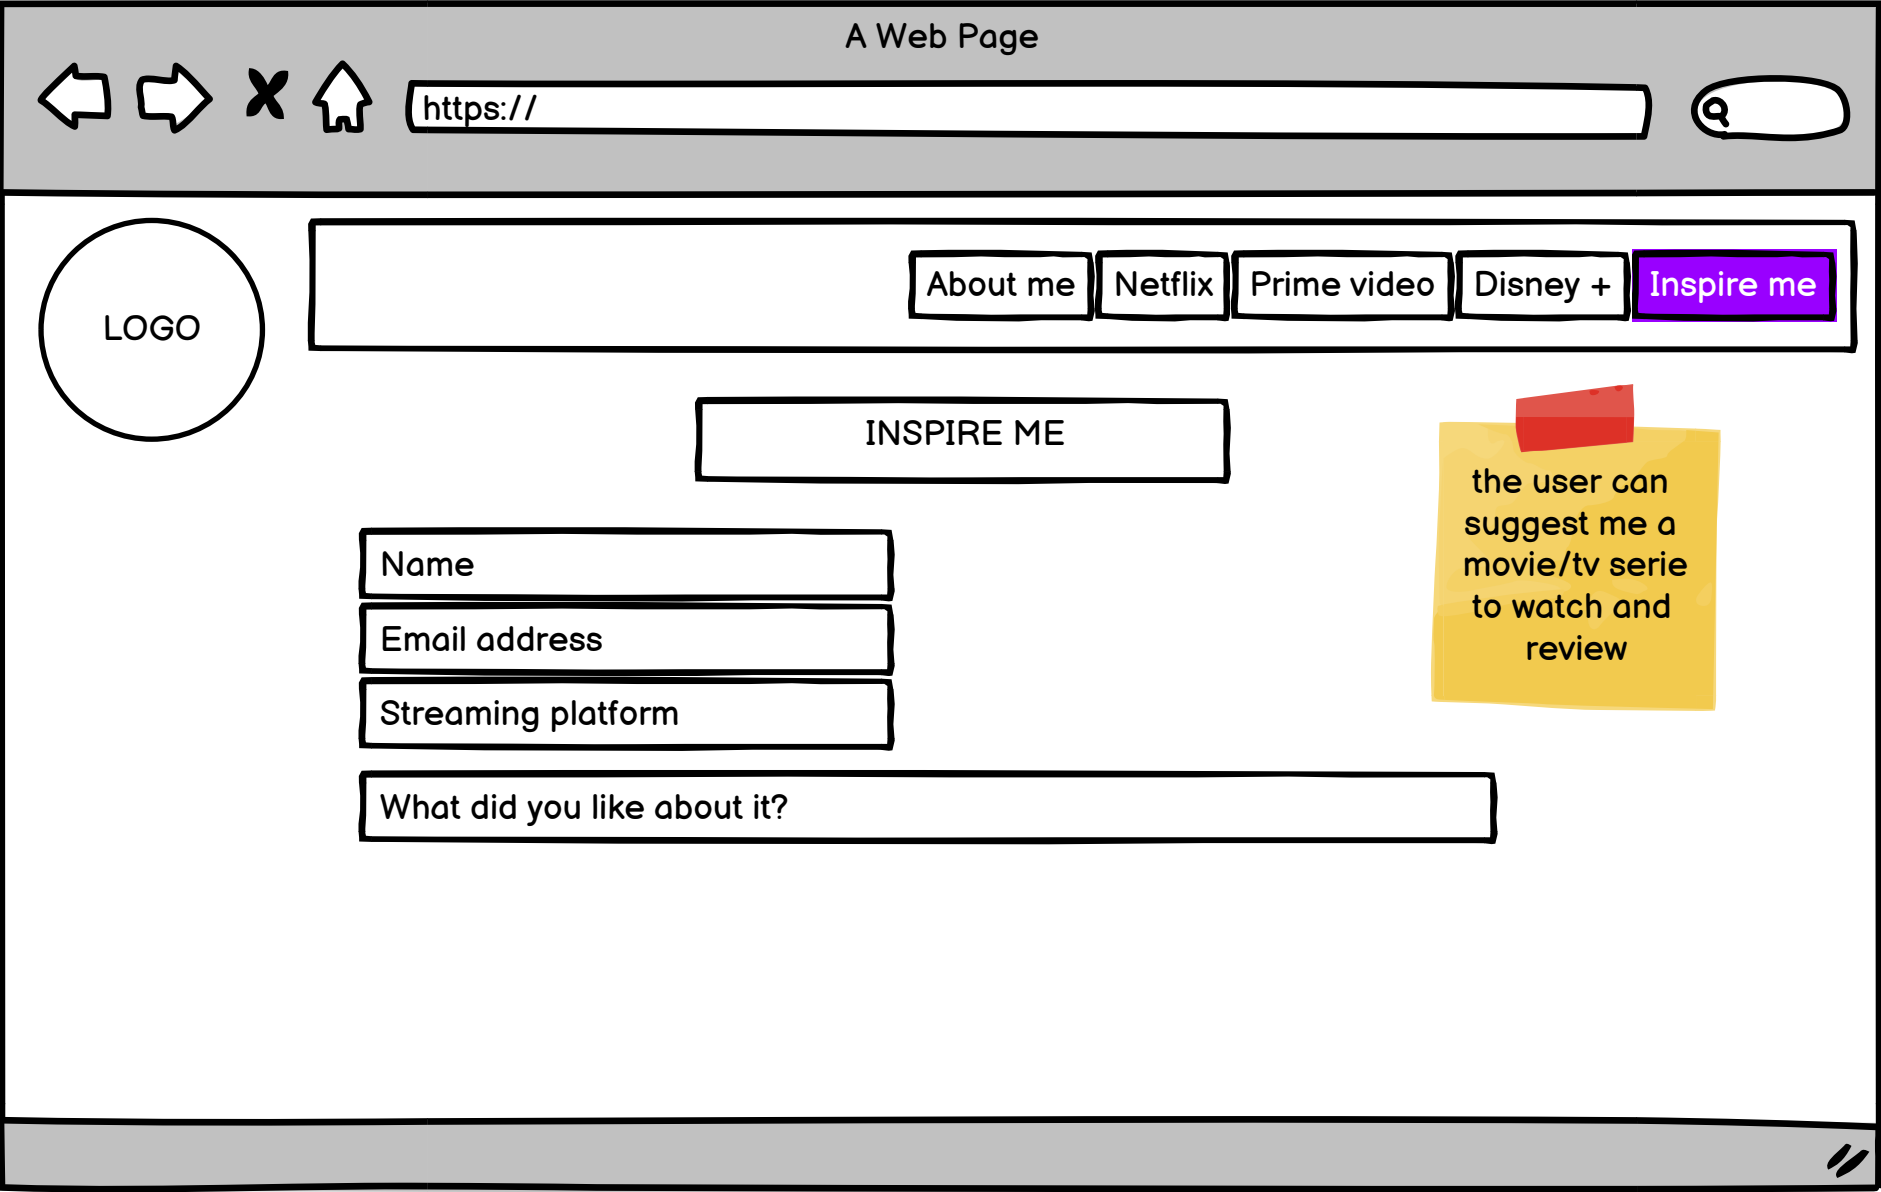 A Web Page
https://
LOGO
About me
Netflix
Prime video
Disney +
Inspire me
INSPIRE ME
Name
Email address
Streaming platform
What did you like about it?
the user can
suggest me a
movie/tv serie
to watch and
review